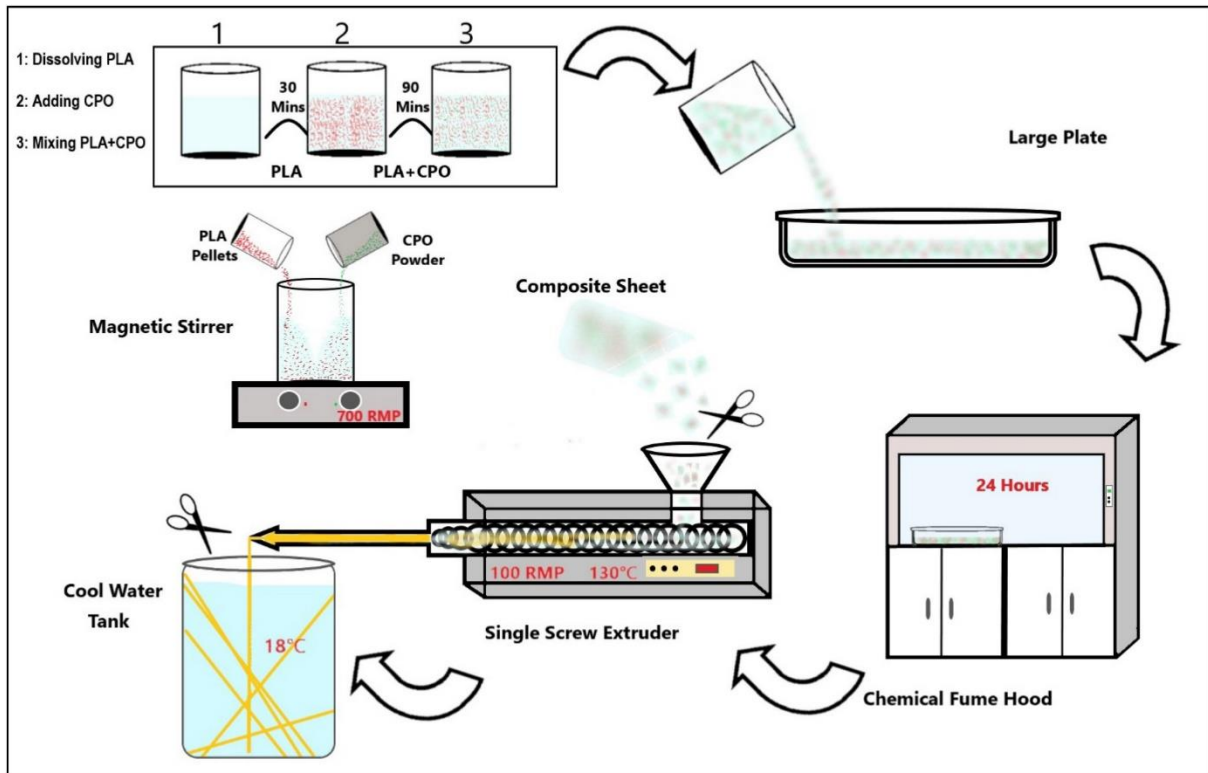 1
2
3
1: Dissolving PLA
2: Adding CPO
3: Mixing PLA+CPO
30
Mins
90
Mins
PLA
PLA+CPO
Large Plate
PLA
Pellets
CPO
Powder
Magnetic Stirrer
700 RMP
Composite Sheet
24 Hours
Chemical Fume Hood
100 RMP
130°C
Single Screw Extruder
Cool Water
Tank
18°C